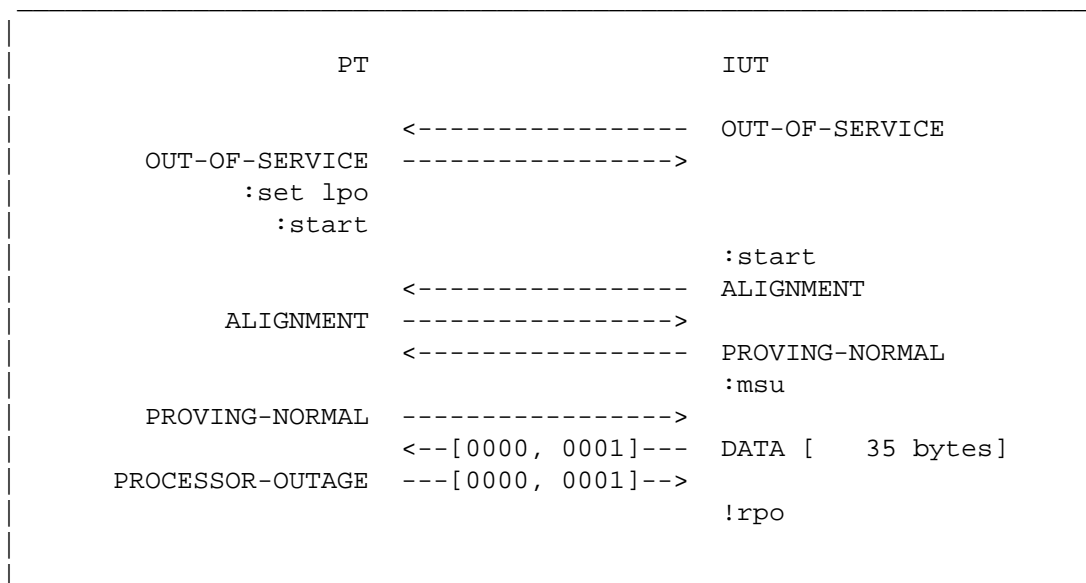 PT                      IUT
<----------------- OUT-OF-SERVICE
OUT-OF-SERVICE ----------------->
:set lpo
:start
:start
<----------------- ALIGNMENT
ALIGNMENT ----------------->
<----------------- PROVING-NORMAL
:msu
PROVING-NORMAL ----------------->
<--[0000, 0001]--- DATA [   35 bytes]
PROCESSOR-OUTAGE ---[0000, 0001]-->
!rpo